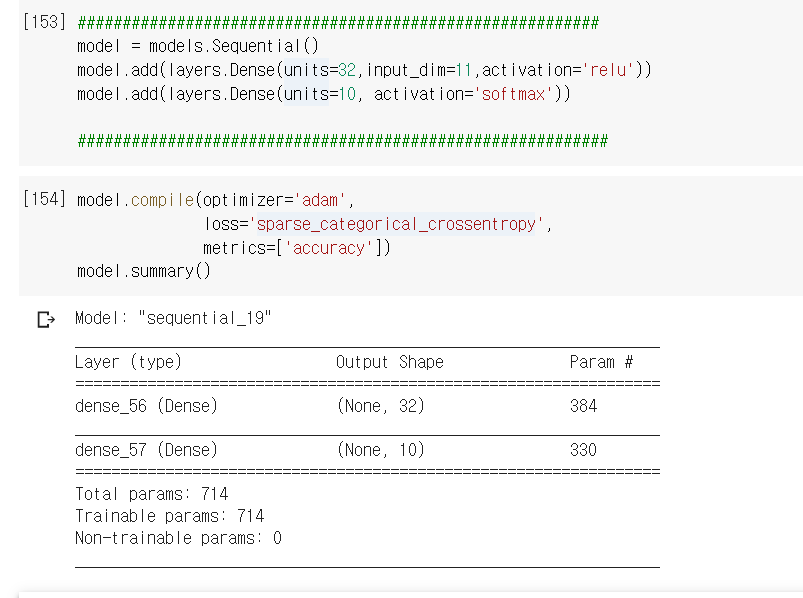 [153] ##########################################################
model = models.Sequential()
model.add(layers.Dense(units=32,input_dim=11,activation='relu'))
model.add(layers.Dense(units=10, activation='softmax'))
###########################################################
[154] model.compile(optimizer='adam',
loss='sparse_categorical_crossentropy',
metrics=['accuracy'])
model.summary()
Model: "sequential_19"
_________________________________________________________________
Layer (type)                 Output Shape              Param #
=================================================================
dense_56 (Dense)             (None, 32)                384
_________________________________________________________________
dense_57 (Dense)             (None, 10)                330
=================================================================
Total params: 714
Trainable params: 714
Non-trainable params: 0
_________________________________________________________________